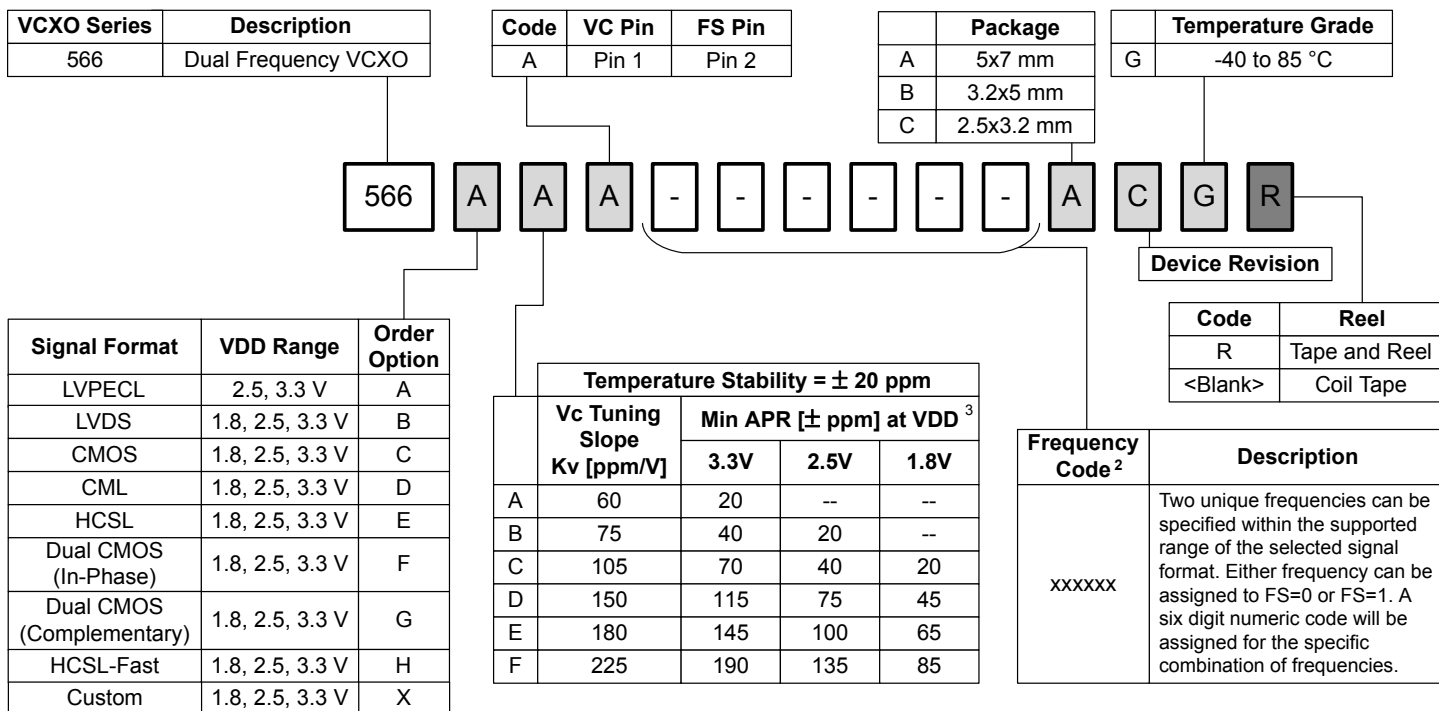 VCXO Series Description
566 Dual Frequency VCXO
Code VC Pin FS Pin
A Pin 1 Pin 2
Package
A 5x7 mm
B 3.2x5 mm
C 2.5x3.2 mm
Temperature Grade
G -40 to 85 °C
566 A A A - - - - - - A C G R
Device Revision
Signal Format VDD Range Order Option
LVPECL 2.5, 3.3 V A
LVDS 1.8, 2.5, 3.3 V B
CMOS 1.8, 2.5, 3.3 V C
CML 1.8, 2.5, 3.3 V D
HCSL 1.8, 2.5, 3.3 V E
Dual CMOS (In-Phase) 1.8, 2.5, 3.3 V F
Dual CMOS (Complementary) 1.8, 2.5, 3.3 V G
HCSL-Fast 1.8, 2.5, 3.3 V H
Custom 1.8, 2.5, 3.3 V X
Temperature Stability = ± 20 ppm
Vc Tuning Slope Kv [ppm/V] Min APR [± ppm] at VDD 3
3.3V 2.5V 1.8V
A 60 20 -- --
B 75 40 20 --
C 105 70 40 20
D 150 115 75 45
E 180 145 100 65
F 225 190 135 85
Code Reel
R Tape and Reel
<Blank> Coil Tape
Frequency Code 2 Description
xxxxxx
Two unique frequencies can be
specified within the supported
range of the selected signal
format. Either frequency can be
assigned to FS=0 or FS=1. A
six digit numeric code will be
assigned for the specific
combination of frequencies.